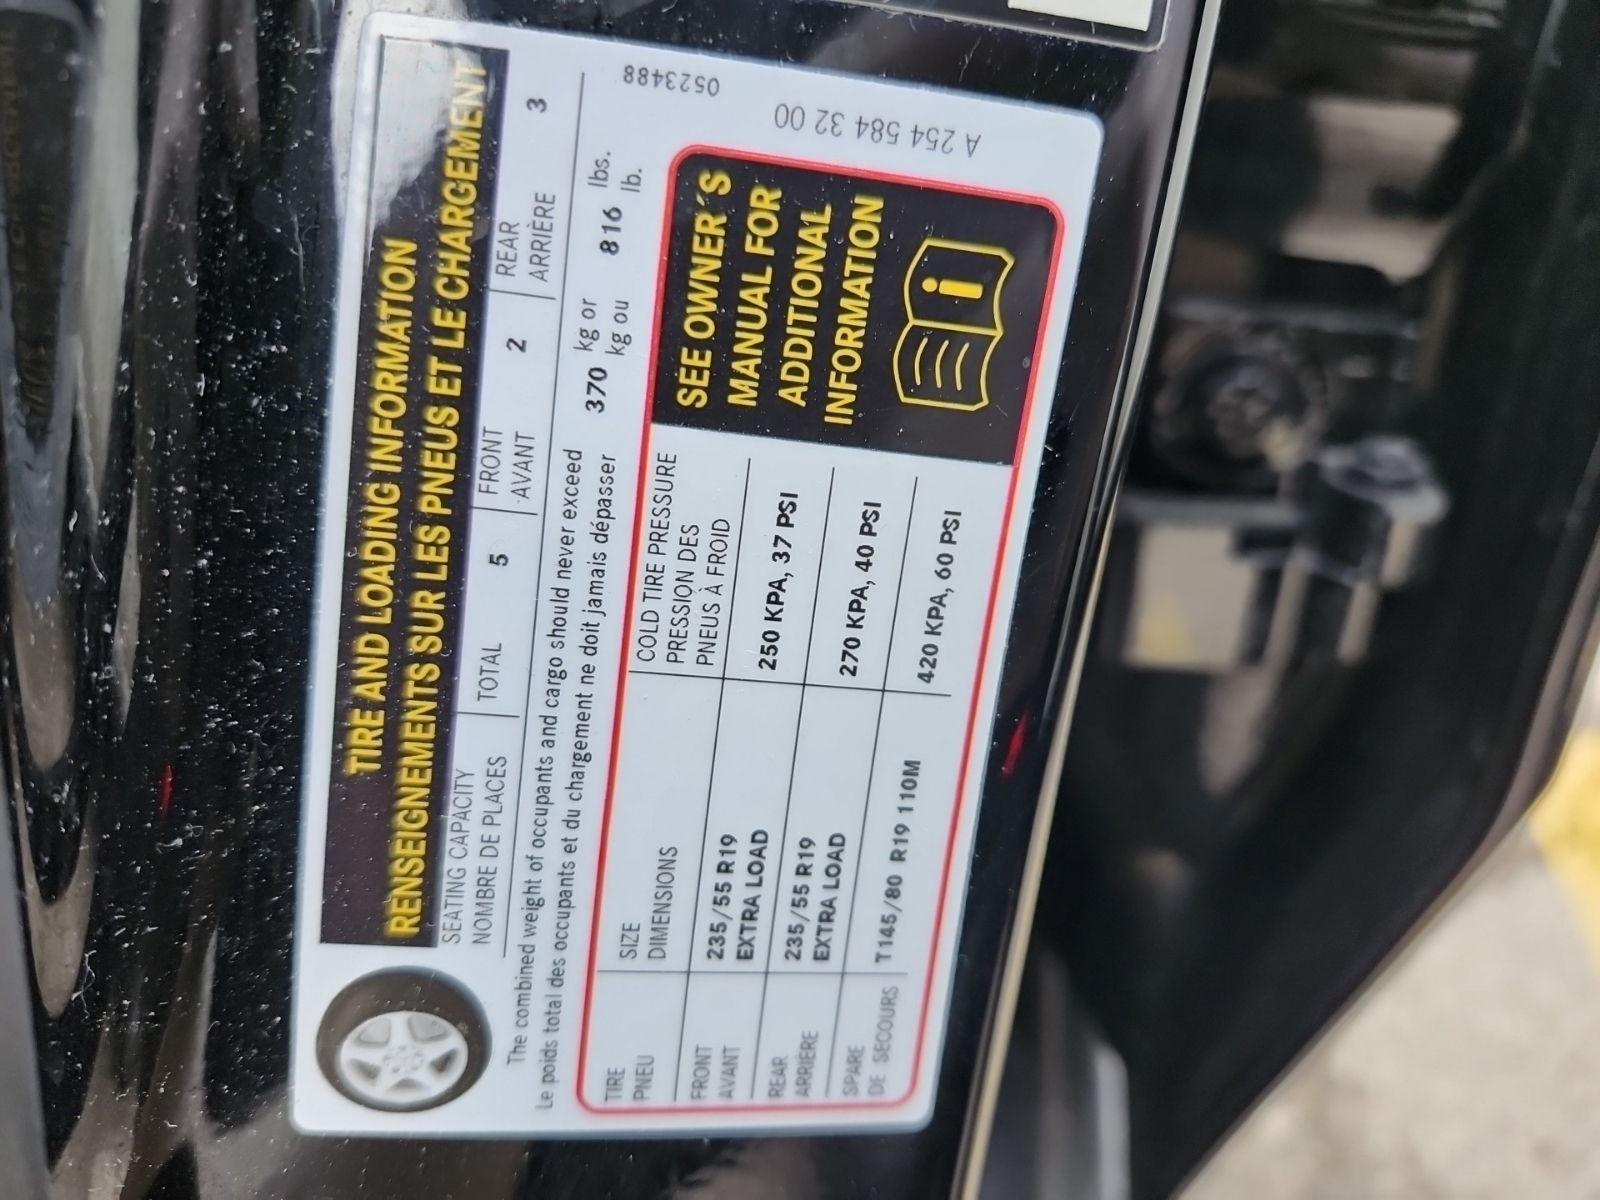 TIRE AND LOADING INFORMATION
RENSEIGNEMENTS SUR LES PNEUS ET LE CHARGEMENT
SEATING CAPACITY
NOMBRE DE PLACES
TOTAL 5
FRONT
AVANT
2
REAR
ARRIÈRE
3
The combined weight of occupants and cargo should never exceed 370 kg or 816 lbs.
Le poids total des occupants et du chargement ne doit jamais dépasser kg ou lb.
0523488
TIRE
PNEU
SIZE
DIMENSIONS
COLD TIRE PRESSURE
PRESSION DES
PNEUS À FROID
FRONT
AVANT
235/55 R19
EXTRA LOAD
250 KPA, 37 PSI
REAR
ARRIÈRE
235/55 R19
EXTRA LOAD
270 KPA, 40 PSI
SPARE
DE SECOURS
T145/80 R19 110M
420 KPA, 60 PSI
SEE OWNER'S
MANUAL FOR
ADDITIONAL
INFORMATION
A 254 584 32 00